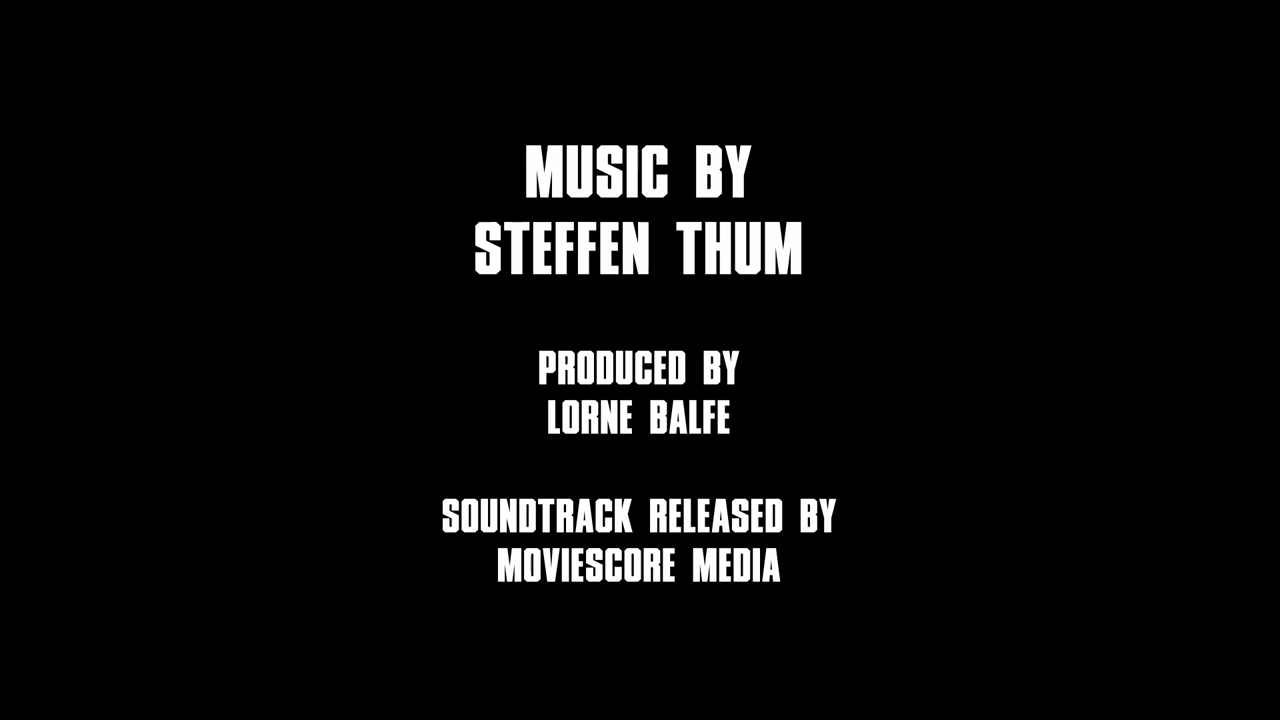 MUSIC BY
STEFFEN THUM
PRODUCED BY
LORNE BALFE
SOUNDTRACK RELEASED BY
MOVIESCORE MEDIA